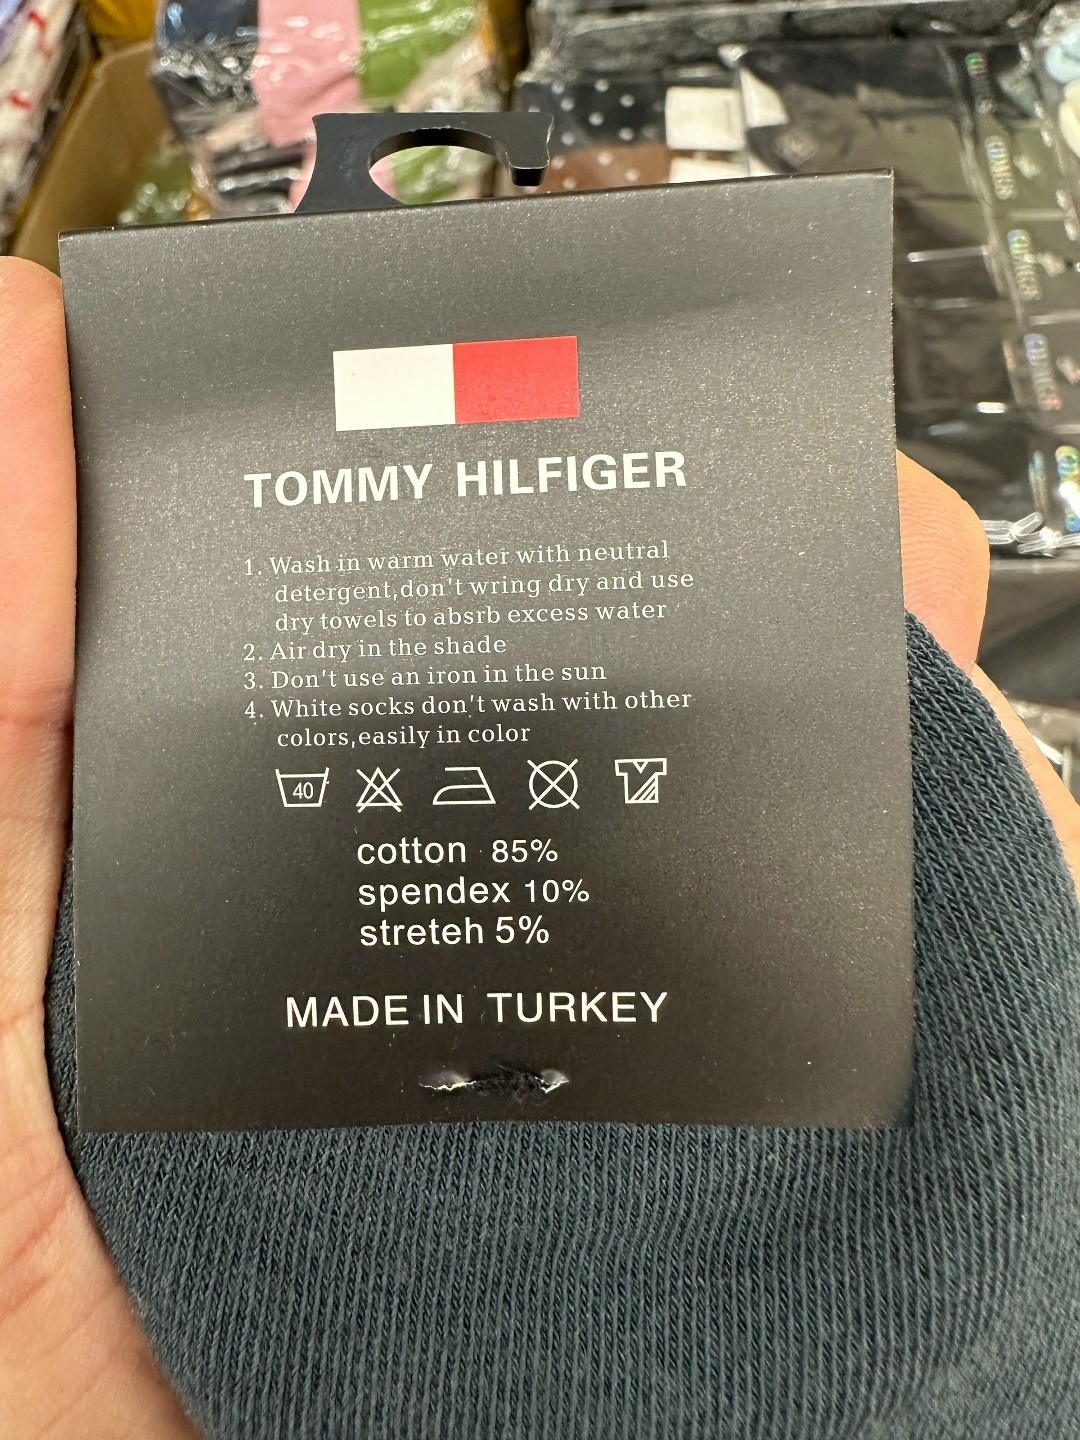 TOMMY HILFIGER
1. Wash in warm water with neutral
detergent,don't wring dry and use
dry towels to absrb excess water
2. Air dry in the shade
3. Don't use an iron in the sun
4. White socks don't wash with other
colors,easily in color
40
cotton 85%
spendex 10%
streteh 5%
MADE IN TURKEY